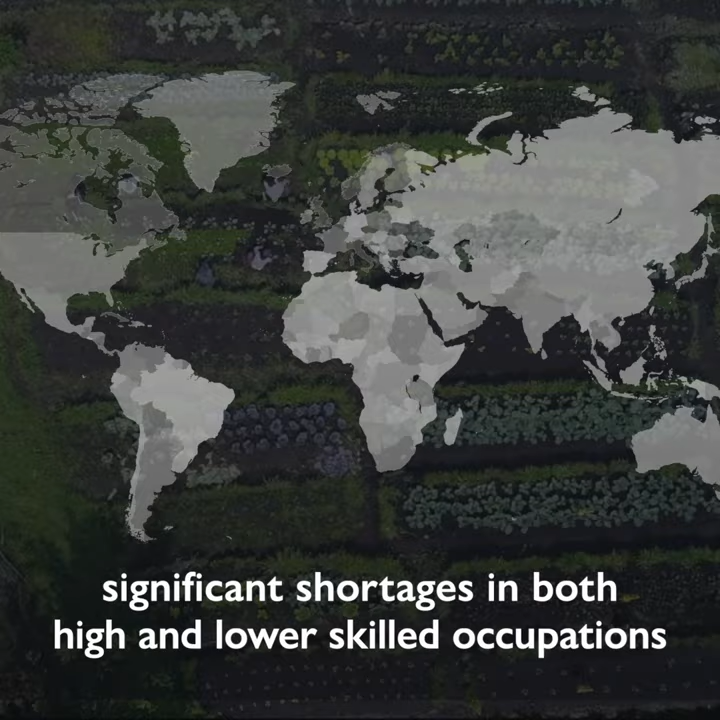 significant shortages in both
high and lower skilled occupations